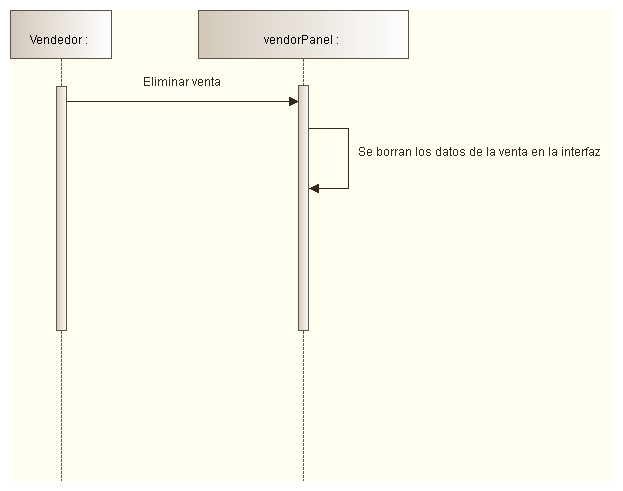 Vendedor :
vendorPanel :
Eliminar venta
Se borran los datos de la venta en la interfaz